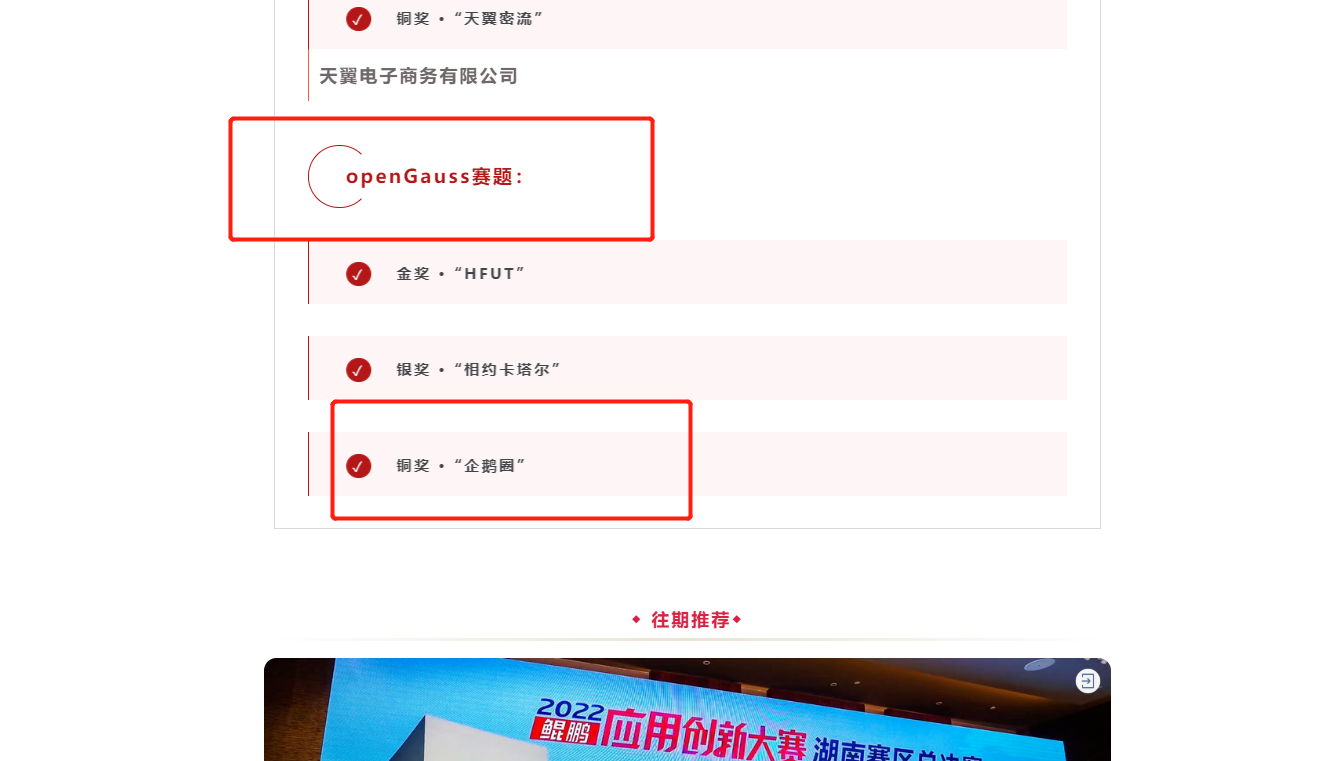 铜奖 • “天翼密流”
天翼电子商务有限公司
openGauss赛题：
金奖 • “HFUT”
银奖 • “相约卡塔尔”
铜奖 • “企鹅圈”
往期推荐
2022
鲲鹏应用创新大赛 湖南赛区总决赛